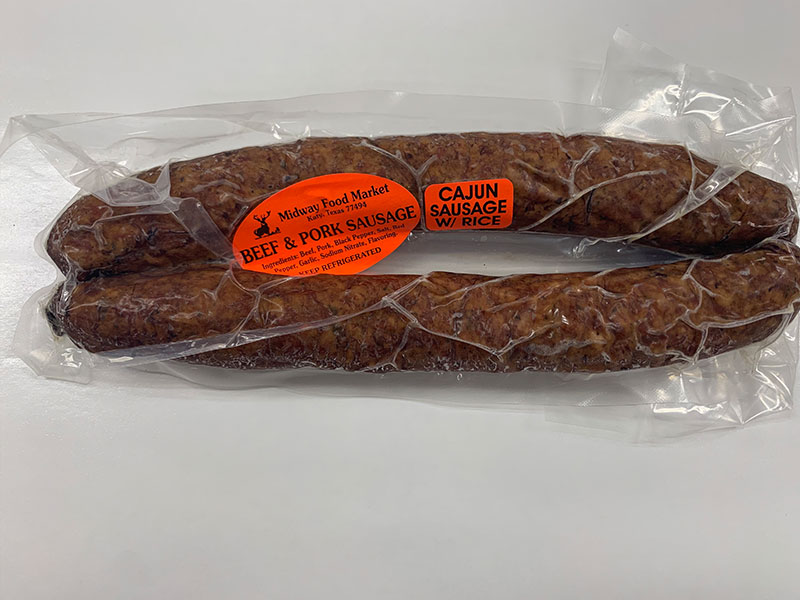 Midway Food Market
Katy, Texas 77494
BEEF & PORK SAUSAGE
Ingredients: Beef, Pork, Black Pepper, Salt, Red
Pepper, Garlic, Sodium Nitrate, Flavoring.
KEEP REFRIGERATED
CAJUN
SAUSAGE
W/ RICE